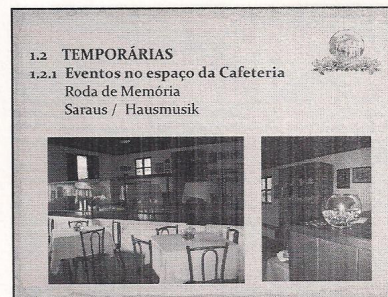 1.2 TEMPORÁRIAS
1.2.1 Eventos no espaço da Cafeteria
Roda de Memória
Saraus / Hausmusik